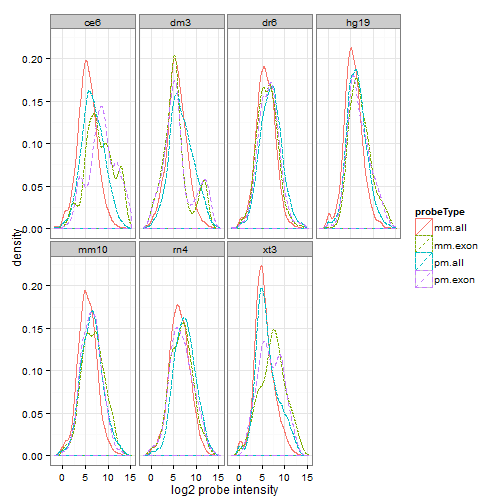 ce6 dm3 dr6 hg19
0.20
0.15
0.10
0.05
0.00
mm10 rn4 xt3
0.20
0.15
0.10
0.05
0.00
0 5 10 15 0 5 10 15 0 5 10 15
log2 probe intensity
density
probeType
mm.all
mm.exon
pm.all
pm.exon